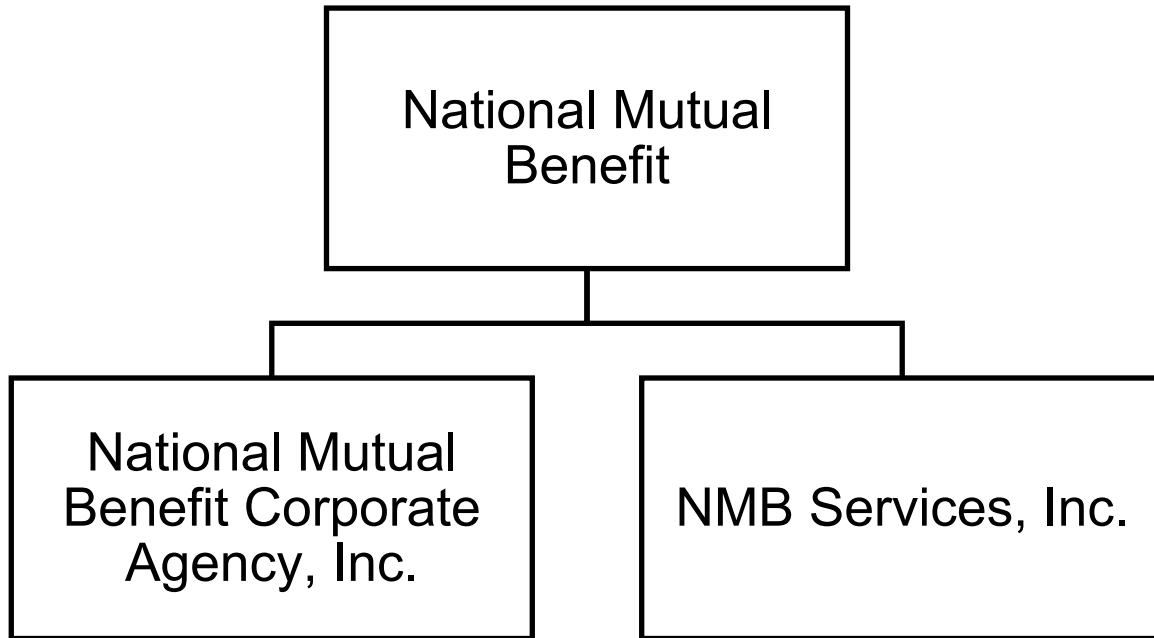 National Mutual
Benefit
National Mutual
Benefit Corporate
Agency, Inc.
NMB Services, Inc.